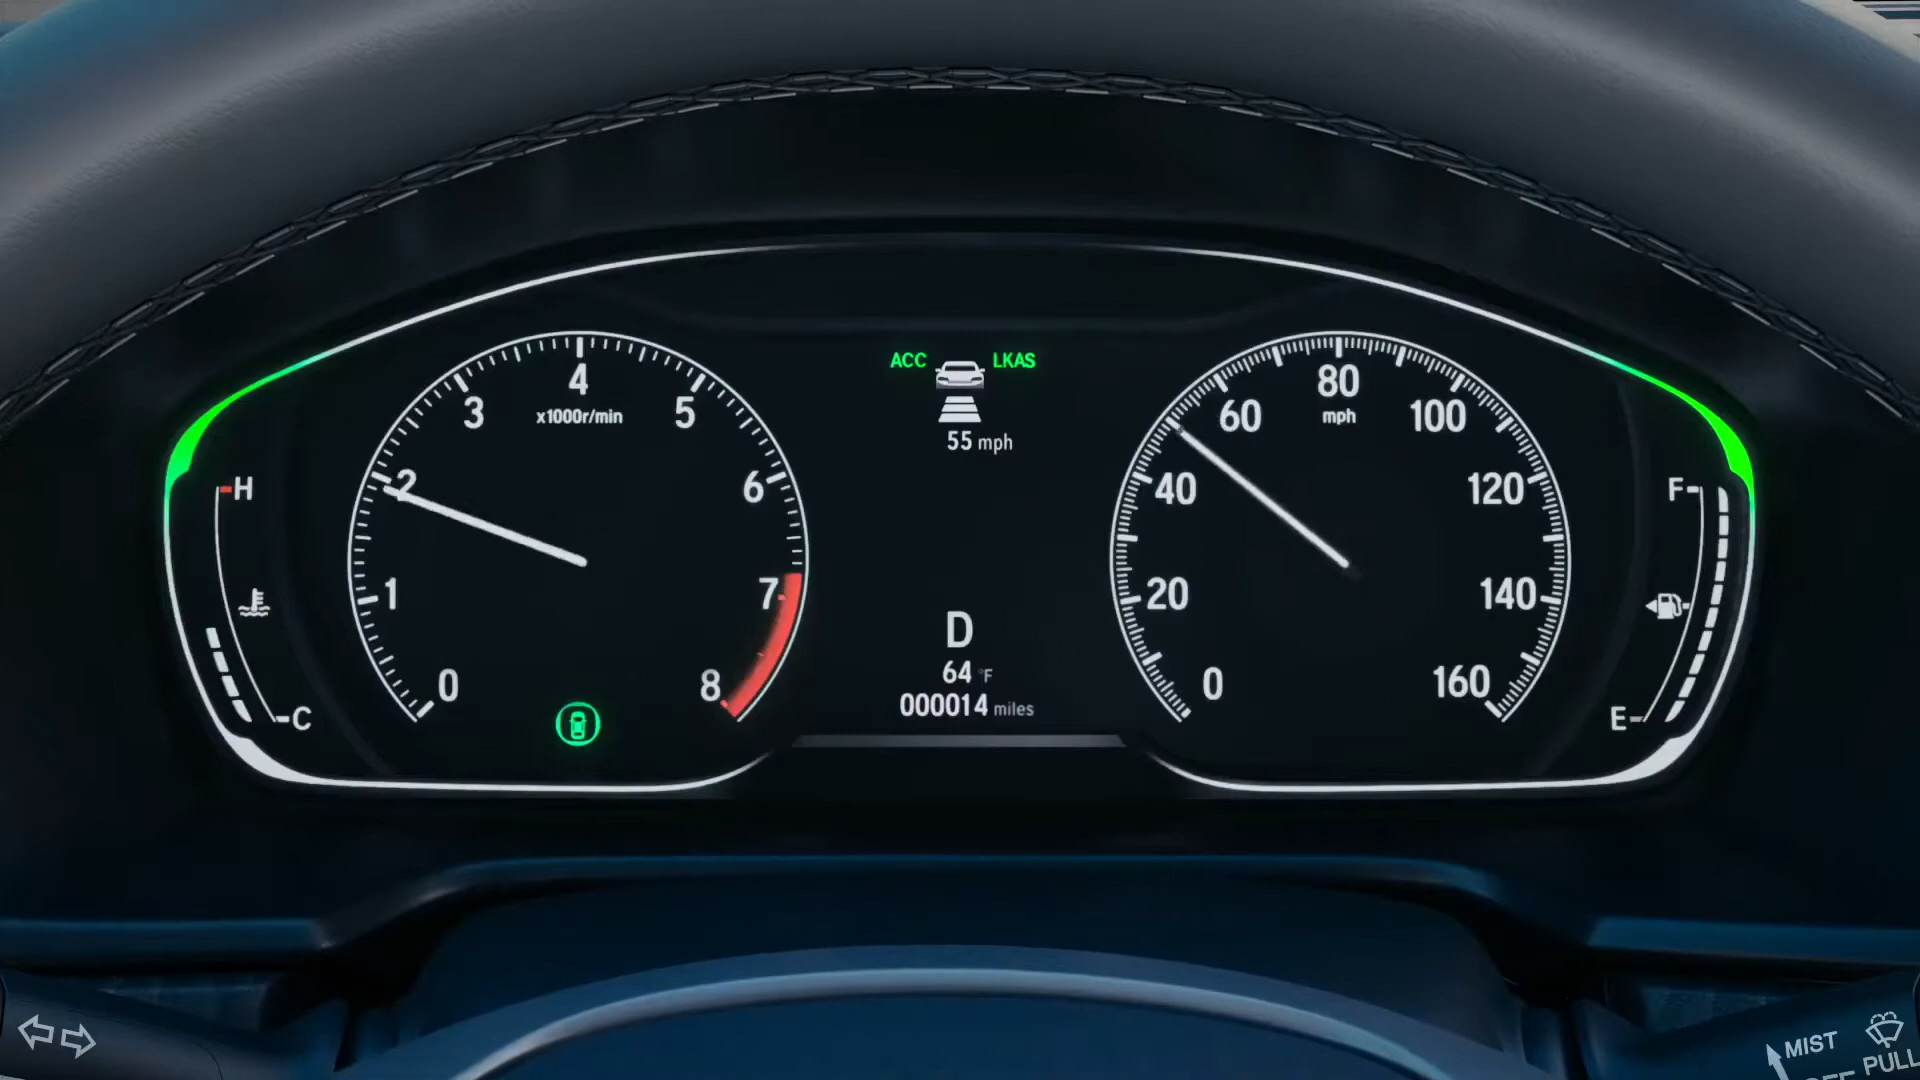 ACC LKAS
55 mph
0 1 2 3 4 5 6 7 8
x1000r/min
0 20 40 60 80 100 120 140 160
mph
H
C
F
E
D
64 °F
000014 miles
MIST
PULL